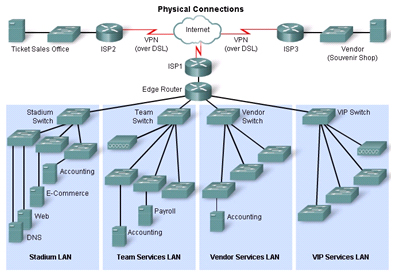 Physical Connections
Ticket Sales Office
ISP2
VPN
(over DSL)
Internet
VPN
(over DSL)
ISP3
Vendor
(Souvenir Shop)
ISP1
Edge Router
Stadium
Switch
Team
Switch
Vendor
Switch
VIP Switch
Accounting
E-Commerce
Web
DNS
Payroll
Accounting
Accounting
Stadium LAN
Team Services LAN
Vendor Services LAN
VIP Services LAN